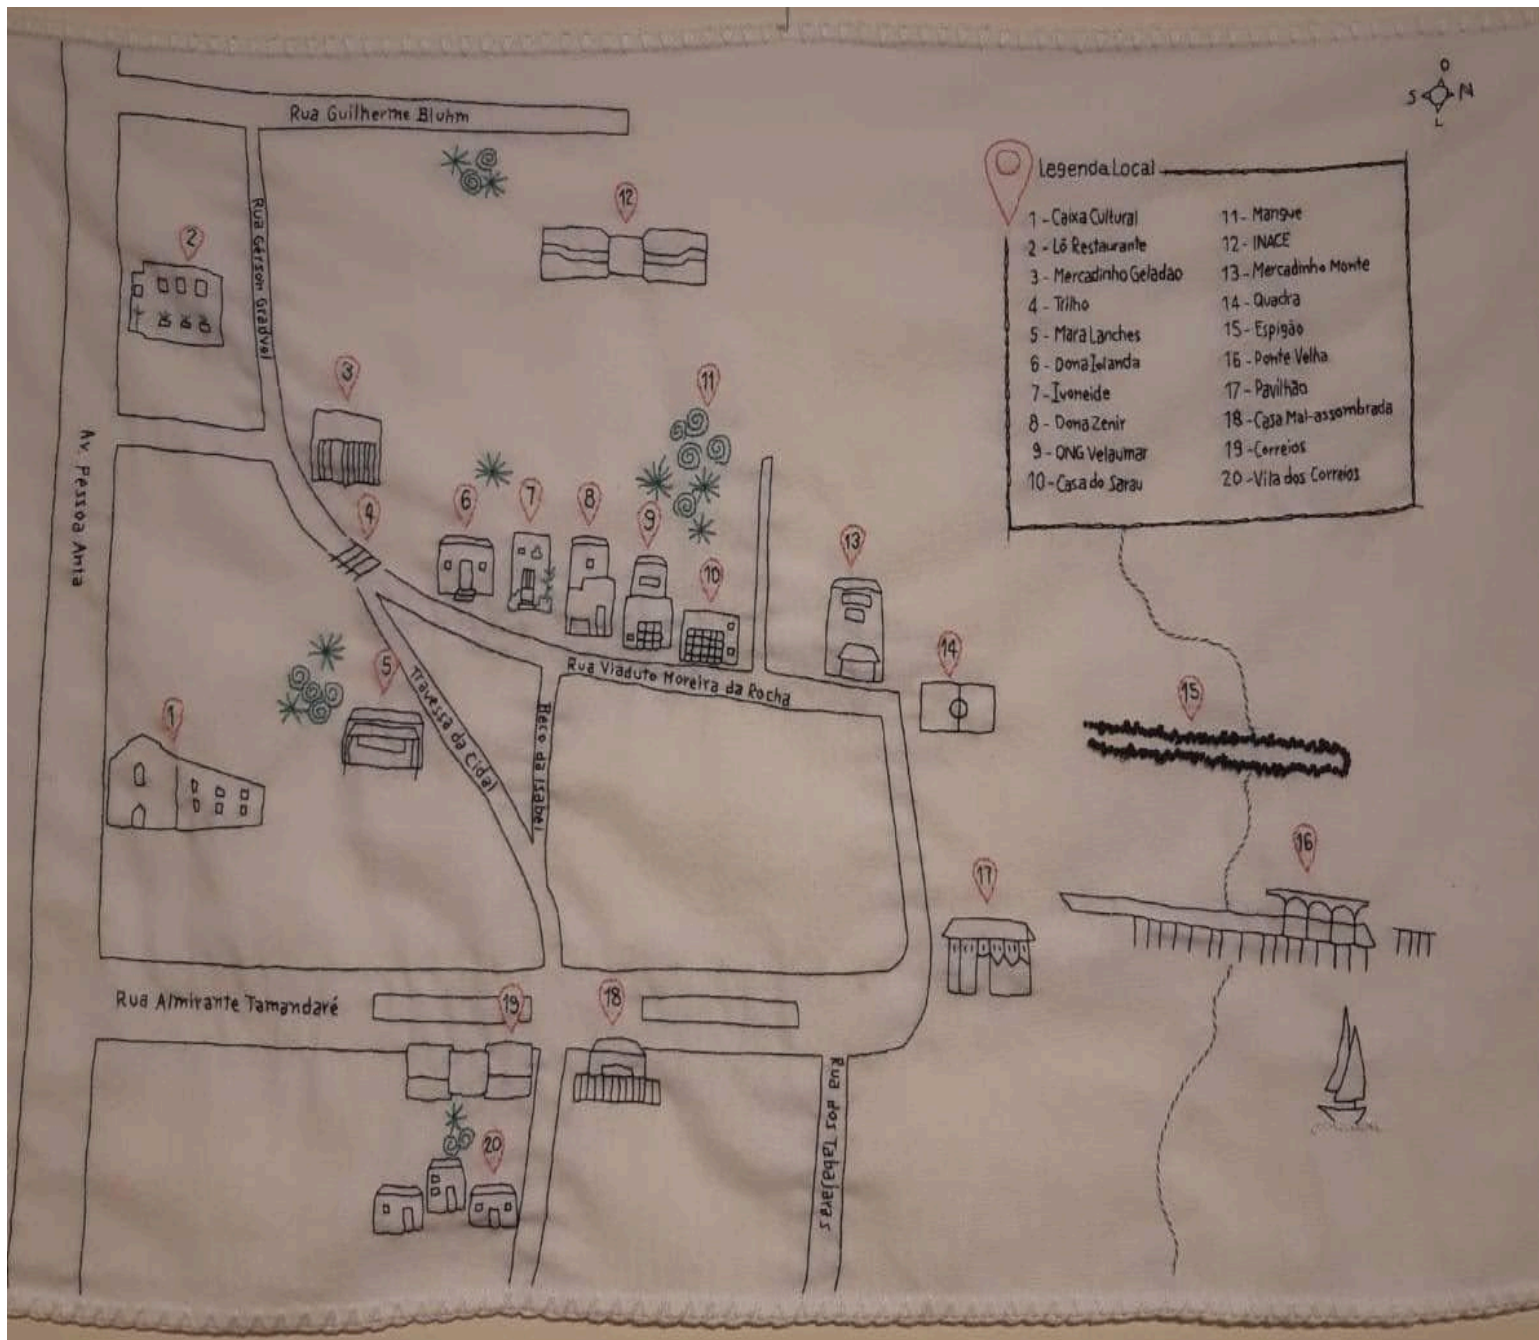 O
S N
L
Rua Guilherme Bluhm
Legenda Local
1 - Caixa Cultural
2 - Lô Restaurante
3 - Mercadinho Geladão
4 - Trilho
5 - Mara Lanches
6 - Dona Iolanda
7 - Ivoneide
8 - Dona Zenir
9 - ONG Velaumar
10 - Casa do Sarau
11 - Mangue
12 - INACE
13 - Mercadinho Monte
14 - Quadra
15 - Espigão
16 - Ponte Velha
17 - Pavilhão
18 - Casa Mal-assombrada
19 - Correios
20 - Vila dos Correios
12
2
Rua Gerson Gradvel
3
11
Av. Pessoa Anta
4
6
7
8
9
10
13
14
5
Rua Viaduto Moreira da Rocha
Travessa da Cidal
Beco da Isabel
1
15
16
17
Rua Almirante Tamandaré
19
18
Rua dos Tabajaras
20